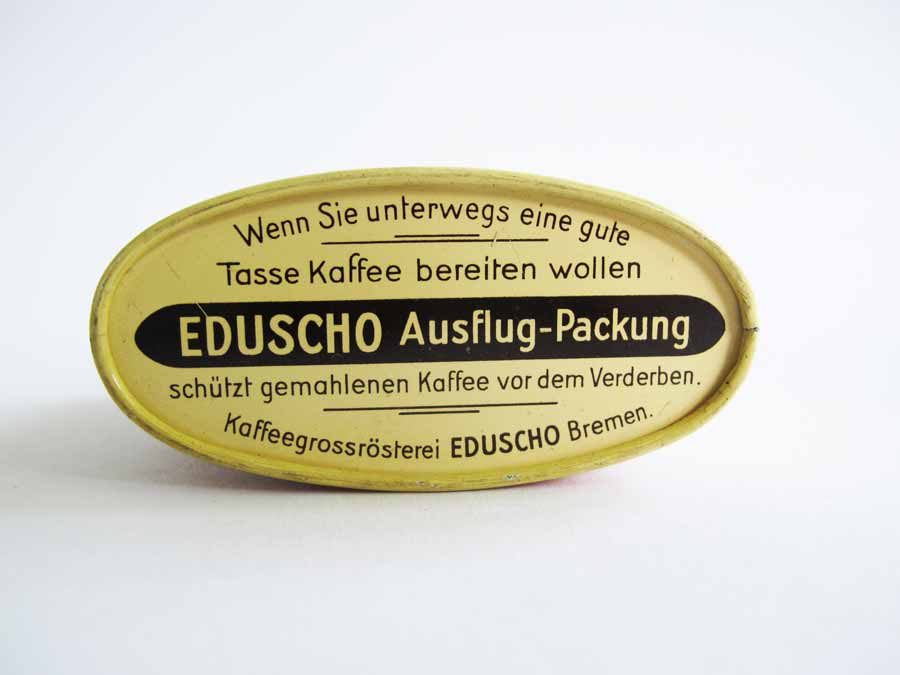 Wenn Sie unterwegs eine gute
Tasse Kaffee bereiten wollen
EDUSCHO Ausflug-Packung
schützt gemahlenen Kaffee vor dem Verderben.
Kaffeegrossrösterei EDUSCHO Bremen.